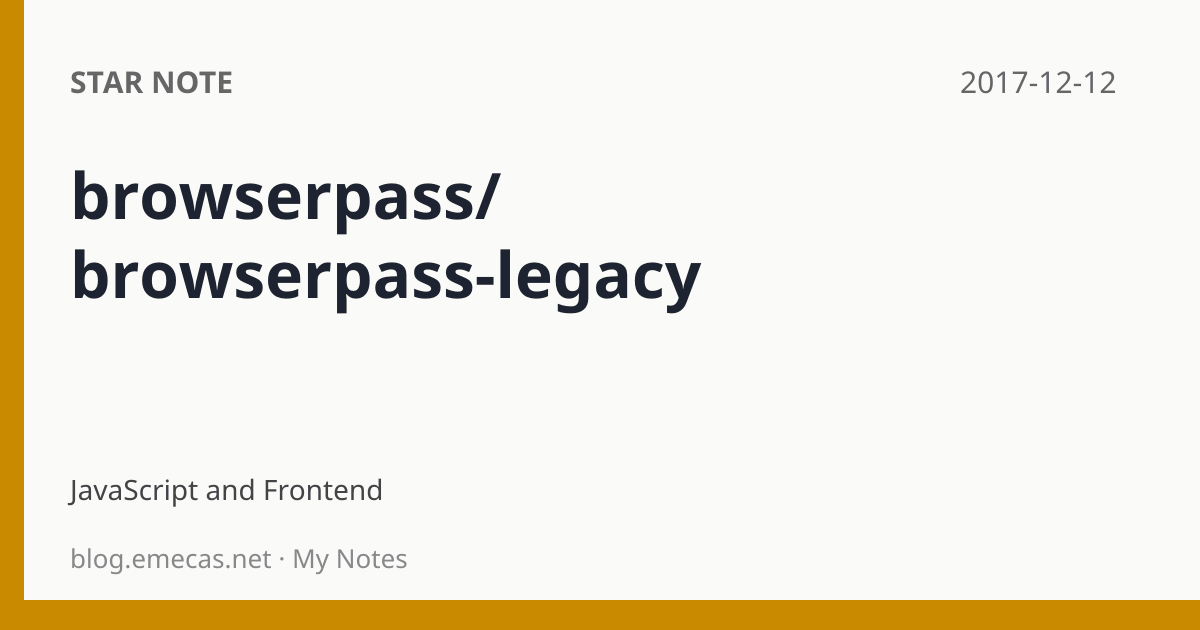 STAR NOTE
2017-12-12
browserpass/
browserpass-legacy
JavaScript and Frontend
blog.emecas.net · My Notes